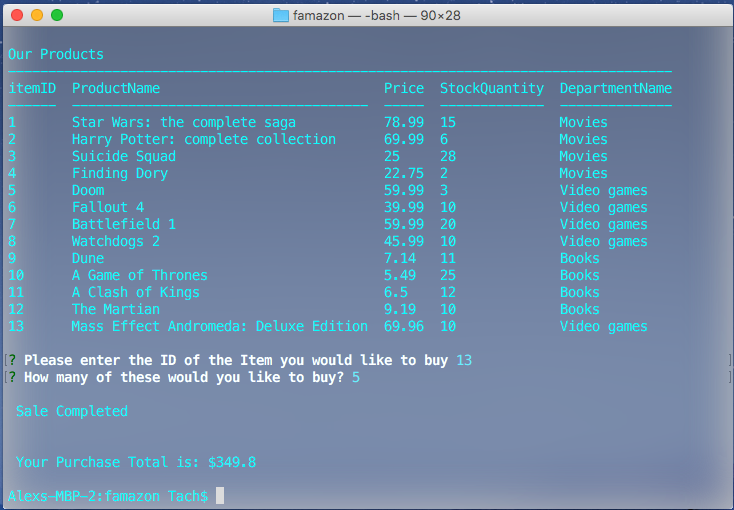 famazon — -bash — 90×28
Our Products
itemID ProductName Price StockQuantity DepartmentName
1 Star Wars: the complete saga 78.99 15 Movies
2 Harry Potter: complete collection 69.99 6 Movies
3 Suicide Squad 25 28 Movies
4 Finding Dory 22.75 2 Movies
5 Doom 59.99 3 Video games
6 Fallout 4 39.99 10 Video games
7 Battlefield 1 59.99 20 Video games
8 Watchdogs 2 45.99 10 Video games
9 Dune 7.14 11 Books
10 A Game of Thrones 5.49 25 Books
11 A Clash of Kings 6.5 12 Books
12 The Martian 9.19 10 Books
13 Mass Effect Andromeda: Deluxe Edition 69.96 10 Video games
[? Please enter the ID of the Item you would like to buy 13 ]
[? How many of these would you like to buy? 5 ]
Sale Completed
Your Purchase Total is: $349.8
Alexs-MBP-2:famazon Tach$